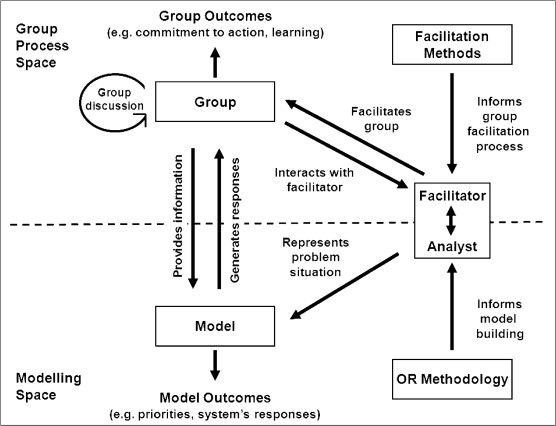 Group
Process
Space
Group Outcomes
(e.g. commitment to action, learning)
Facilitation
Methods
Group
discussion
Group
Facilitates
group
Informs
group
facilitation
process
Interacts with
facilitator
Provides information
Generates responses
Facilitator
Analyst
Represents
problem
situation
Informs
model
building
Model
OR Methodology
Modelling
Space
Model Outcomes
(e.g. priorities, system's responses)